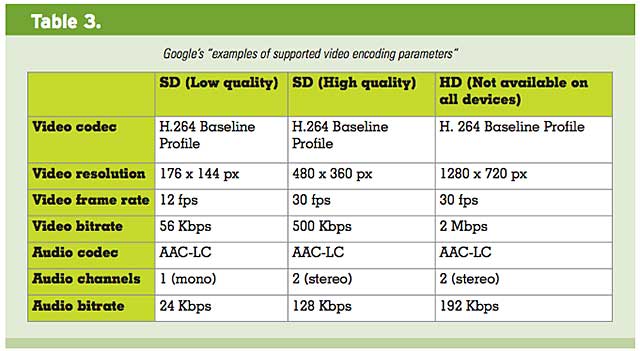 Table 3.
Google's "examples of supported video encoding parameters"
SD (Low quality) SD (High quality) HD (Not available on
all devices)
Video codec H.264 Baseline H.264 Baseline H. 264 Baseline Profile
Profile Profile
Video resolution 176 x 144 px 480 x 360 px 1280 x 720 px
Video frame rate 12 fps 30 fps 30 fps
Video bitrate 56 Kbps 500 Kbps 2 Mbps
Audio codec AAC-LC AAC-LC AAC-LC
Audio channels 1 (mono) 2 (stereo) 2 (stereo)
Audio bitrate 24 Kbps 128 Kbps 192 Kbps